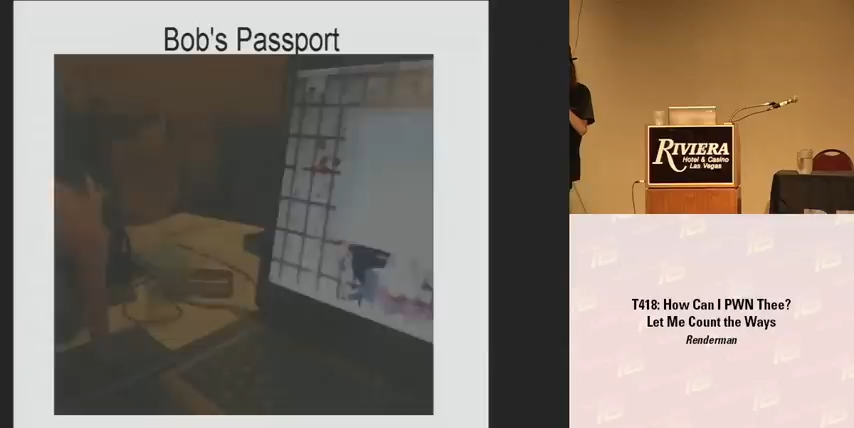 Bob's Passport
RIVIERA
Hotel & Casino
Las Vegas
T418: How Can I PWN Thee?
Let Me Count the Ways
Renderman